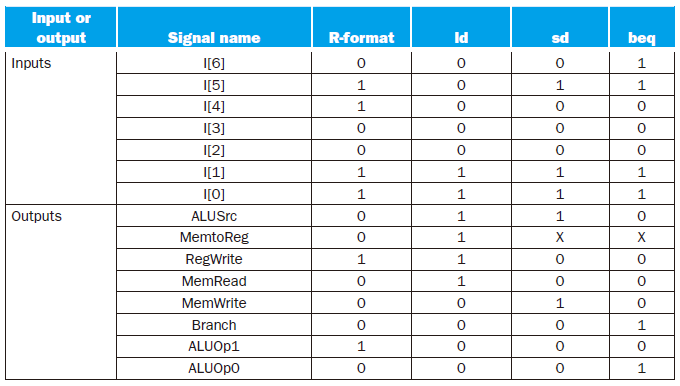 Input or output Signal name R-format ld sd beq
Inputs I[6] 0 0 0 1
I[5] 1 0 1 1
I[4] 1 0 0 0
I[3] 0 0 0 0
I[2] 0 0 0 0
I[1] 1 1 1 1
I[0] 1 1 1 1
Outputs ALUSrc 0 1 1 0
MemtoReg 0 1 X X
RegWrite 1 1 0 0
MemRead 0 1 0 0
MemWrite 0 0 1 0
Branch 0 0 0 1
ALUOp1 1 0 0 0
ALUOp0 0 0 0 1